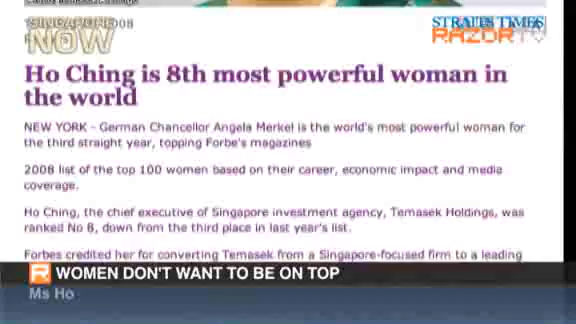 STRAITS TIMES
SINGAPORE
2008
NOW
RAZORTV
Ho Ching is 8th most powerful woman in
the world
NEW YORK - German Chancellor Angela Merkel is the world's most powerful woman for
the third straight year, topping Forbe's magazines
2008 list of the top 100 women based on their career, economic impact and media
coverage.
Ho Ching, the chief executive of Singapore investment agency, Temasek Holdings, was
ranked No 8, down from the third place in last year's list.
Forbes credited her for converting Temasek from a Singapore-focused firm to a leading
R WOMEN DON'T WANT TO BE ON TOP
Ms Ho